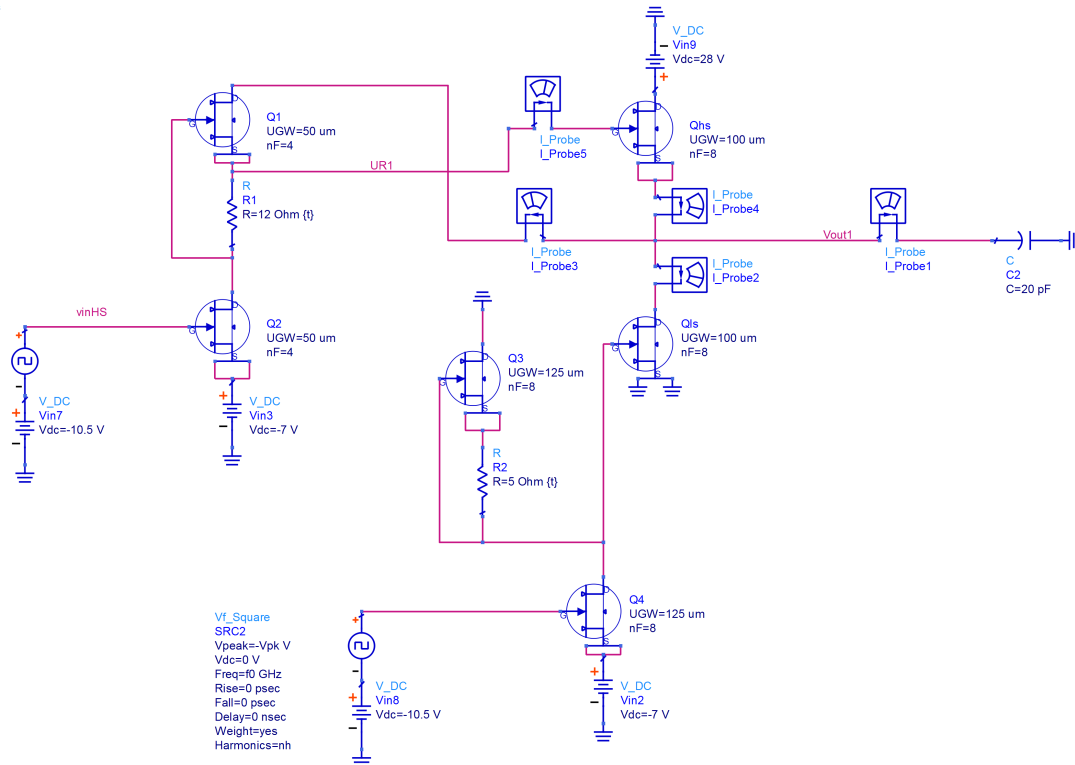 V_DC
Vin9
Vdc=28 V
D
G
S
Q1
UGW=50 um
nF=4
I_Probe
I_Probe5
D
G
S
Qhs
UGW=100 um
nF=8
UR1
R
R1
R=12 Ohm {t}
I_Probe
I_Probe4
I_Probe
I_Probe3
Vout1
I_Probe
I_Probe1
C
C2
C=20 pF
I_Probe
I_Probe2
vinHS
D
G
S
Q2
UGW=50 um
nF=4
D
G
S
Qls
UGW=100 um
nF=8
D
G
S
Q3
UGW=125 um
nF=8
V_DC
Vin7
Vdc=-10.5 V
V_DC
Vin3
Vdc=-7 V
R
R2
R=5 Ohm {t}
D
G
S
Q4
UGW=125 um
nF=8
Vf_Square
SRC2
Vpeak=-Vpk V
Vdc=0 V
Freq=f0 GHz
Rise=0 psec
Fall=0 psec
Delay=0 nsec
Weight=yes
Harmonics=nh
V_DC
Vin8
Vdc=-10.5 V
V_DC
Vin2
Vdc=-7 V